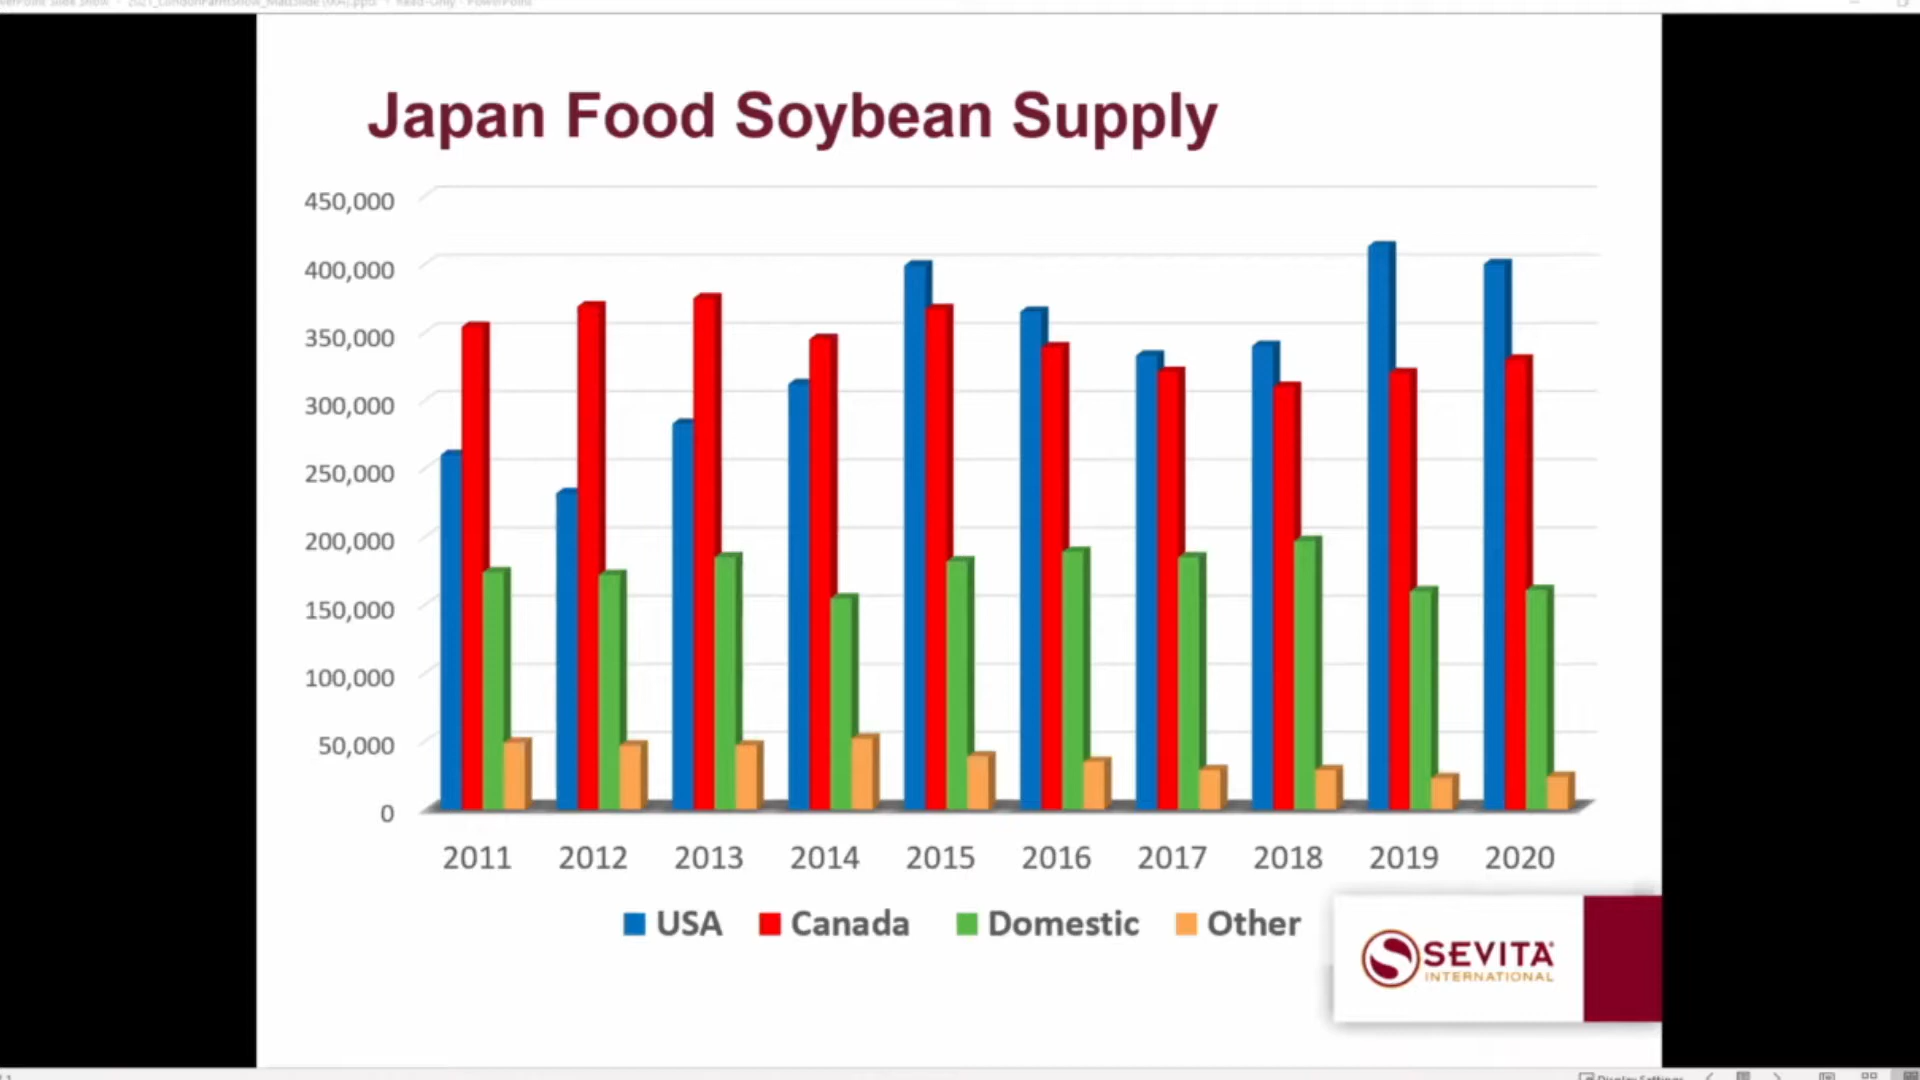 Japan Food Soybean Supply
450,000
400,000
350,000
300,000
250,000
200,000
150,000
100,000
50,000
0
2011 2012 2013 2014 2015 2016 2017 2018 2019 2020
USA Canada Domestic Other
SEVITA
INTERNATIONAL